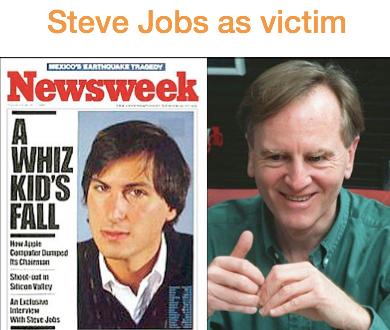 Steve Jobs as victim
MEXICO'S EARTHQUAKE TRAGEDY
Newsweek
A
WHIZ
KID'S
FALL
How Apple
Computer Dumped
Its Chairman
Shoot-out in
Silicon Valley
An Exclusive
Interview
With Steve Jobs